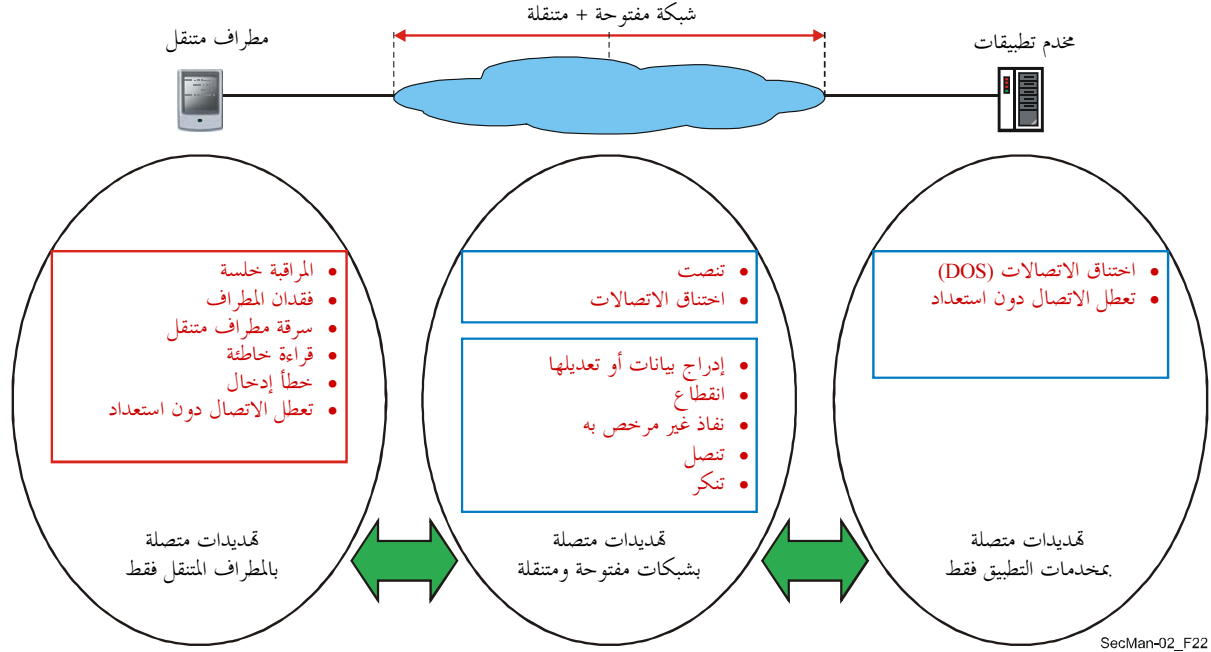 شبكة مفتوحة + متنقلة
مخدم تطبيقات
مطراف متنقل
• اختناق الاتصالات (DOS)
• تعطل الاتصال دون استعداد
تهديدات متصلة
بمخدمات التطبيق فقط
• تنصت
• اختناق الاتصالات
• إدراج بيانات أو تعديلها
• انقطاع
• نفاذ غير مرخص به
• تنصل
• تنكر
تهديدات متصلة
بشبكات مفتوحة ومتنقلة
• المراقبة خلسة
• فقدان المطراف
• سرقة مطراف متنقل
• قراءة خاطئة
• خطأ إدخال
• تعطل الاتصال دون استعداد
تهديدات متصلة
بالمطراف المتنقل فقط
SecMan-02_F22